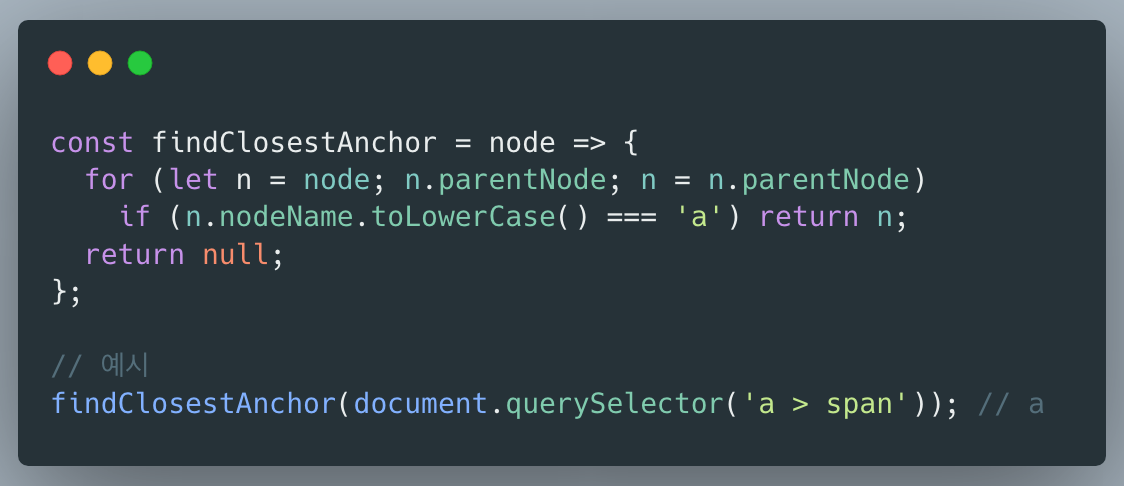 const findClosestAnchor = node => {
  for (let n = node; n.parentNode; n = n.parentNode)
    if (n.nodeName.toLowerCase() === 'a') return n;
  return null;
};

// 예시
findClosestAnchor(document.querySelector('a > span')); // a